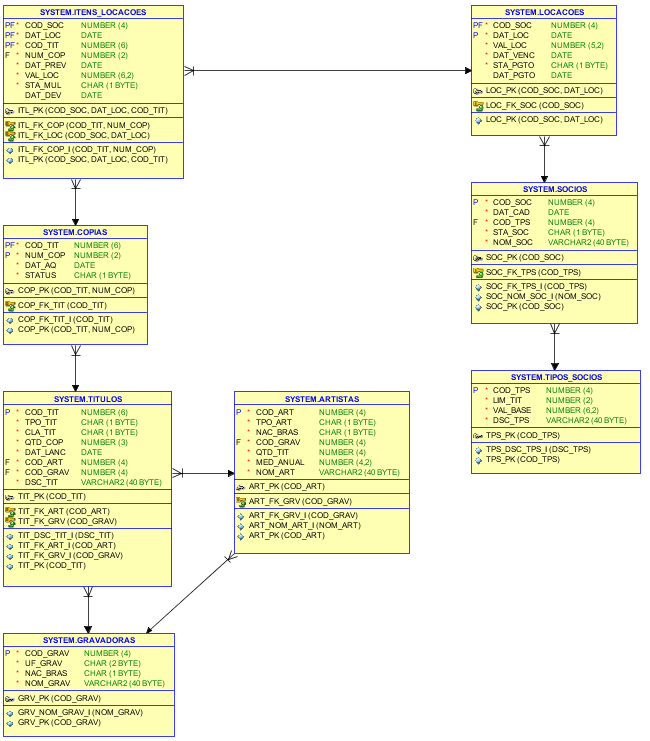 SYSTEM.ITENS_LOCACOES
PF* COD_SOC NUMBER (4)
PF* DAT_LOC DATE
PF* COD_TIT NUMBER (6)
F * NUM_COP NUMBER (2)
* DAT_PREV DATE
* VAL_LOC NUMBER (6,2)
* STA_MUL CHAR (1 BYTE)
DAT_DEV DATE
ITL_PK (COD_SOC, DAT_LOC, COD_TIT)
ITL_FK_COP (COD_TIT, NUM_COP)
ITL_FK_LOC (COD_SOC, DAT_LOC)
ITL_FK_COP_I (COD_TIT, NUM_COP)
ITL_PK (COD_SOC, DAT_LOC, COD_TIT)
SYSTEM.LOCACOES
PF* COD_SOC NUMBER (4)
P * DAT_LOC DATE
* VAL_LOC NUMBER (5,2)
* DAT_VENC DATE
* STA_PGTO CHAR (1 BYTE)
DAT_PGTO DATE
LOC_PK (COD_SOC, DAT_LOC)
LOC_FK_SOC (COD_SOC)
LOC_PK (COD_SOC, DAT_LOC)
SYSTEM.SOCIOS
P * COD_SOC NUMBER (4)
* DAT_CAD DATE
F * COD_TPS NUMBER (4)
* STA_SOC CHAR (1 BYTE)
* NOM_SOC VARCHAR2 (40 BYTE)
SOC_PK (COD_SOC)
SOC_FK_TPS (COD_TPS)
SOC_FK_TPS_I (COD_TPS)
SOC_NOM_SOC_I (NOM_SOC)
SOC_PK (COD_SOC)
SYSTEM.COPIAS
PF* COD_TIT NUMBER (6)
P * NUM_COP NUMBER (2)
* DAT_AQ DATE
* STATUS CHAR (1 BYTE)
COP_PK (COD_TIT, NUM_COP)
COP_FK_TIT (COD_TIT)
COP_FK_TIT_I (COD_TIT)
COP_PK (COD_TIT, NUM_COP)
SYSTEM.TIPOS_SOCIOS
P * COD_TPS NUMBER (4)
* LIM_TIT NUMBER (2)
* VAL_BASE NUMBER (6,2)
* DSC_TPS VARCHAR2 (40 BYTE)
TPS_PK (COD_TPS)
TPS_DSC_TPS_I (DSC_TPS)
TPS_PK (COD_TPS)
SYSTEM.TITULOS
P * COD_TIT NUMBER (6)
* TPO_TIT CHAR (1 BYTE)
* CLA_TIT CHAR (1 BYTE)
* QTD_COP NUMBER (3)
* DAT_LANC DATE
F * COD_ART NUMBER (4)
F * COD_GRAV NUMBER (4)
* DSC_TIT VARCHAR2 (40 BYTE)
TIT_PK (COD_TIT)
TIT_FK_ART (COD_ART)
TIT_FK_GRV (COD_GRAV)
TIT_DSC_TIT_I (DSC_TIT)
TIT_FK_ART_I (COD_ART)
TIT_FK_GRV_I (COD_GRAV)
TIT_PK (COD_TIT)
SYSTEM.ARTISTAS
P * COD_ART NUMBER (4)
* TPO_ART CHAR (1 BYTE)
* NAC_BRAS CHAR (1 BYTE)
F * COD_GRAV NUMBER (4)
* QTD_TIT NUMBER (4)
* MED_ANUAL NUMBER (4,2)
* NOM_ART VARCHAR2 (40 BYTE)
ART_PK (COD_ART)
ART_FK_GRV (COD_GRAV)
ART_FK_GRV_I (COD_GRAV)
ART_NOM_ART_I (NOM_ART)
ART_PK (COD_ART)
SYSTEM.GRAVADORAS
P * COD_GRAV NUMBER (4)
* UF_GRAV CHAR (2 BYTE)
* NAC_BRAS CHAR (1 BYTE)
* NOM_GRAV VARCHAR2 (40 BYTE)
GRV_PK (COD_GRAV)
GRV_NOM_GRAV_I (NOM_GRAV)
GRV_PK (COD_GRAV)